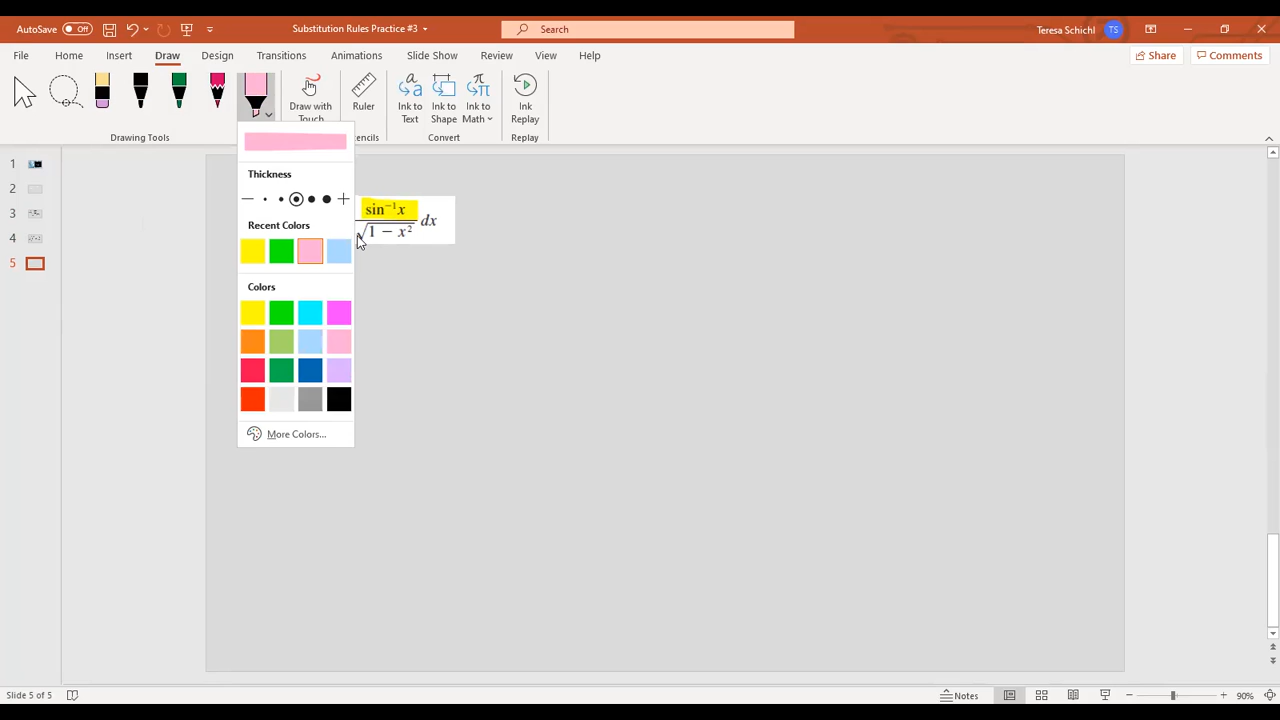 AutoSave Off Substitution Rules Practice #3 Search Teresa Schichl TS
File Home Insert Draw Design Transitions Animations Slide Show Review View Help Share Comments
Draw with Touch Ruler Ink to Text Ink to Shape Ink to Math Ink Replay
Drawing Tools Convert Replay
Thickness
Recent Colors
Colors
More Colors...
1
2
3
4
5
sin⁻¹x
√1 − x² dx
Slide 5 of 5 Notes 90%